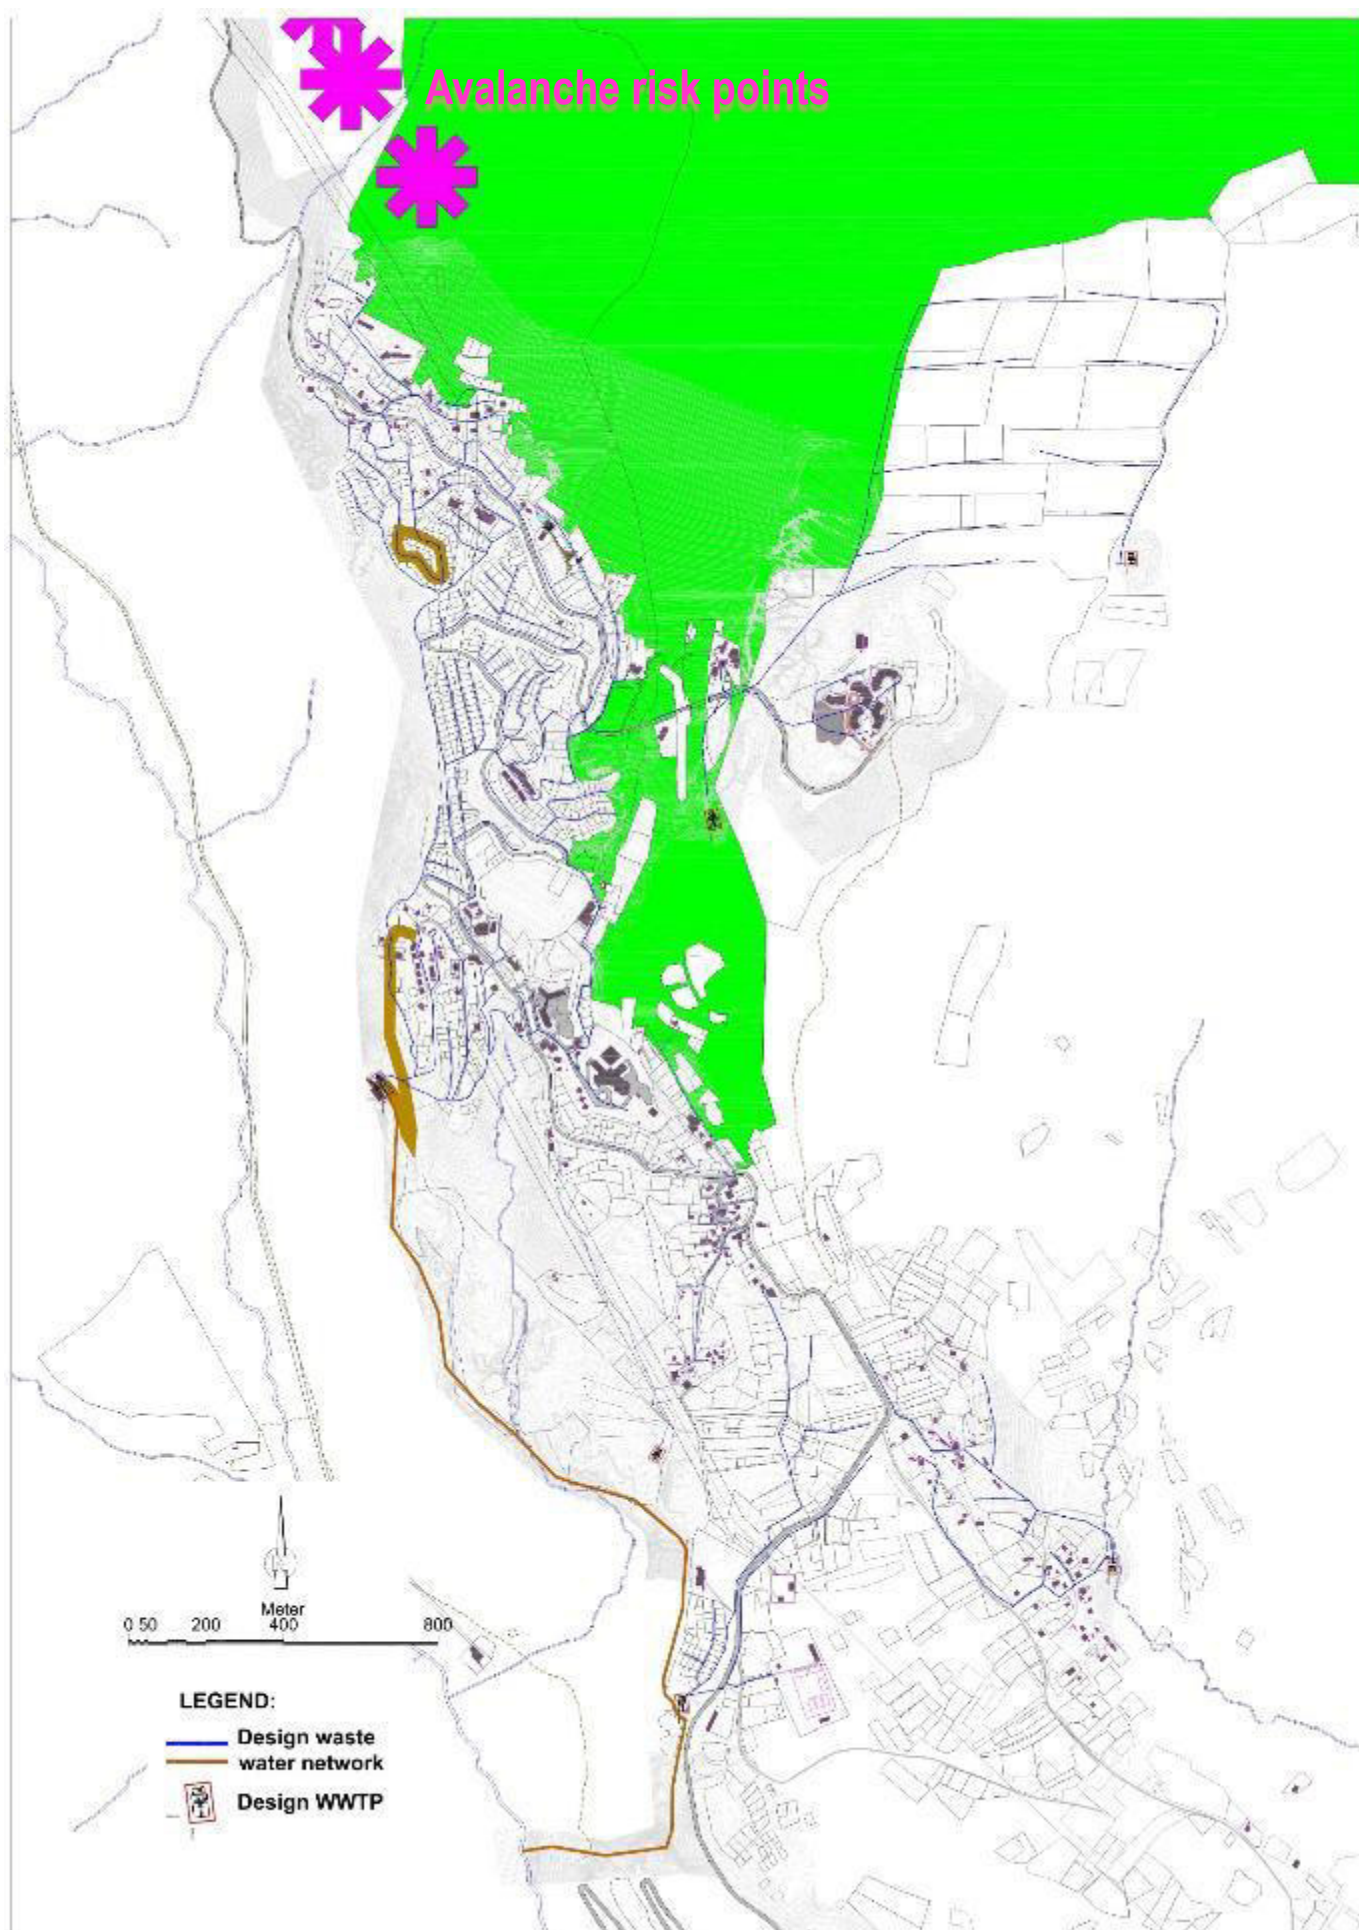 Avalanche risk points
Meter
0 50 200 400 800
LEGEND:
Design waste
water network
Design WWTP